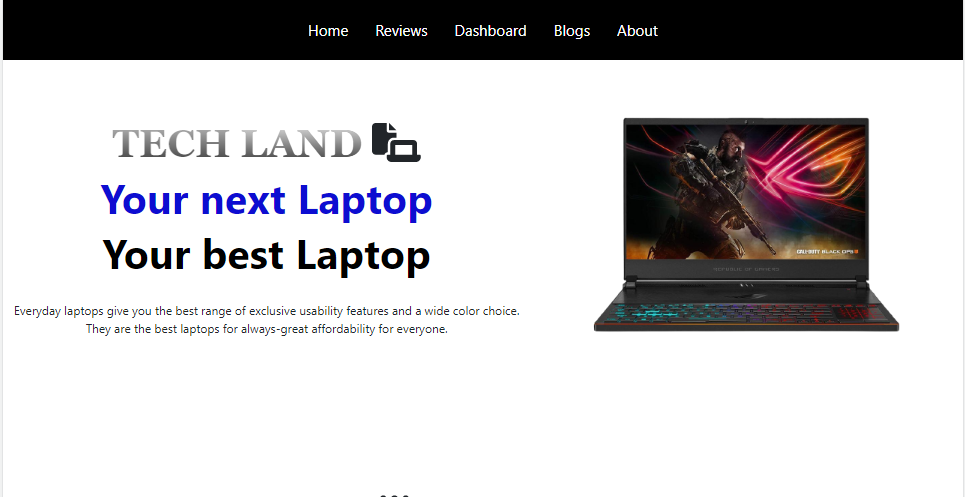 Home Reviews Dashboard Blogs About
TECH LAND
Your next Laptop
Your best Laptop
Everyday laptops give you the best range of exclusive usability features and a wide color choice.
They are the best laptops for always-great affordability for everyone.
CALL OF DUTY BLACK OPS
REPUBLIC OF GAMERS